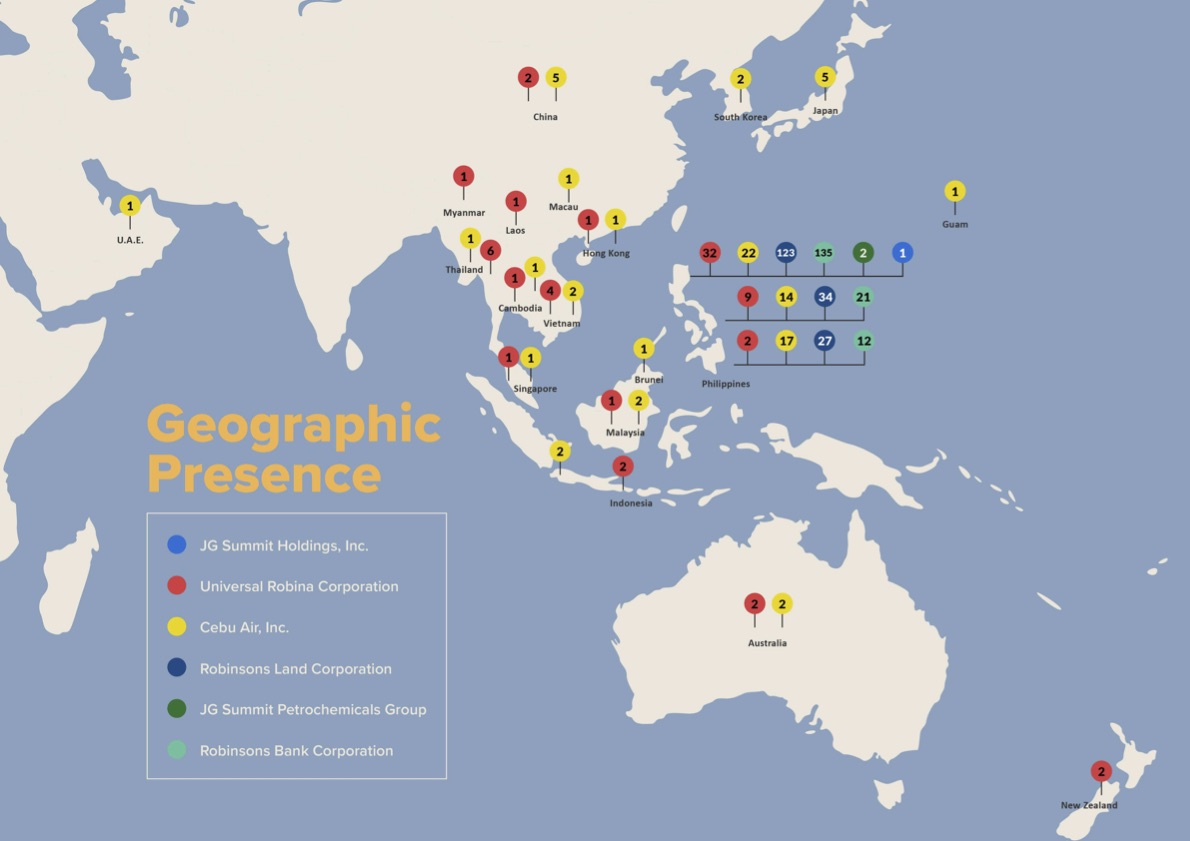 2 5
China
2
South Korea
5
Japan
1
Myanmar
1
Laos
1
Macau
1 1
Hong Kong
1
U.A.E.
1
Guam
1 6
Thailand
1 1
Cambodia
4 2
Vietnam
32 22 123 135 2 1
9 14 34 21
2 17 27 12
Philippines
1 1
Singapore
1
Brunei
1 2
Malaysia
2
2
Indonesia
Geographic
Presence
JG Summit Holdings, Inc.
Universal Robina Corporation
Cebu Air, Inc.
Robinsons Land Corporation
JG Summit Petrochemicals Group
Robinsons Bank Corporation
2 2
Australia
2
New Zealand